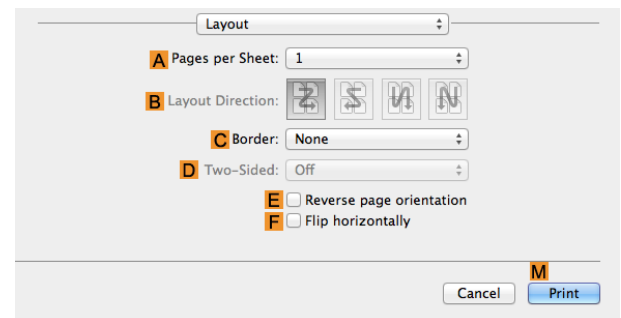 Layout
A Pages per Sheet: 1
B Layout Direction:
C Border: None
D Two-Sided: Off
E Reverse page orientation
F Flip horizontally
M
Cancel Print